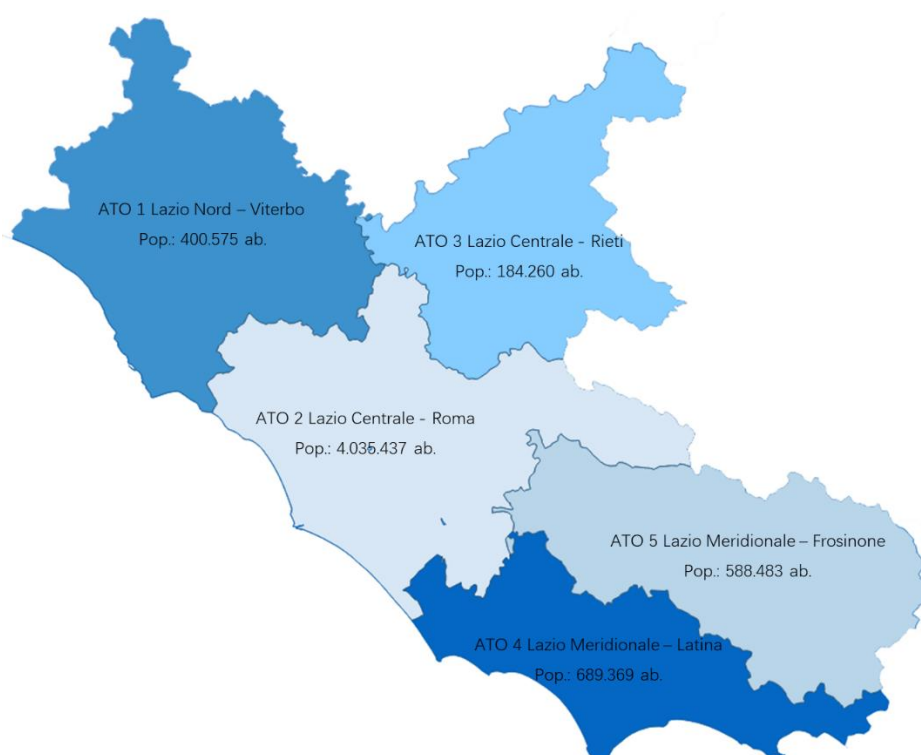 ATO 1 Lazio Nord – Viterbo
Pop.: 400.575 ab.
ATO 3 Lazio Centrale - Rieti
Pop.: 184.260 ab.
ATO 2 Lazio Centrale - Roma
Pop.: 4.035.437 ab.
ATO 5 Lazio Meridionale – Frosinone
Pop.: 588.483 ab.
ATO 4 Lazio Meridionale – Latina
Pop.: 689.369 ab.